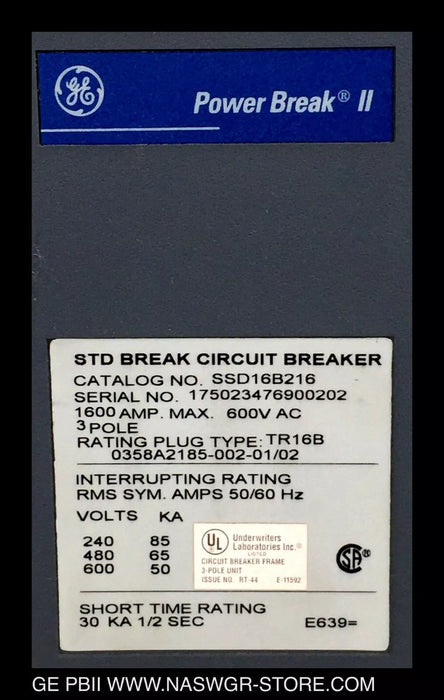 GE
Power Break® II
STD BREAK CIRCUIT BREAKER
CATALOG NO. SSD16B216
SERIAL NO. 175023476900202
1600 AMP. MAX. 600V AC
3 POLE
RATING PLUG TYPE: TR16B
0358A2185-002-01/02
INTERRUPTING RATING
RMS SYM. AMPS 50/60 Hz
VOLTS KA
240 85
480 65
600 50
UL Underwriters
Laboratories Inc.®
LISTED
CIRCUIT BREAKER FRAME
3-POLE UNIT
ISSUE NO. RT-44 E-11592
SA®
SHORT TIME RATING
30 KA 1/2 SEC E639=
GE PBII WWW.NASWGR-STORE.COM